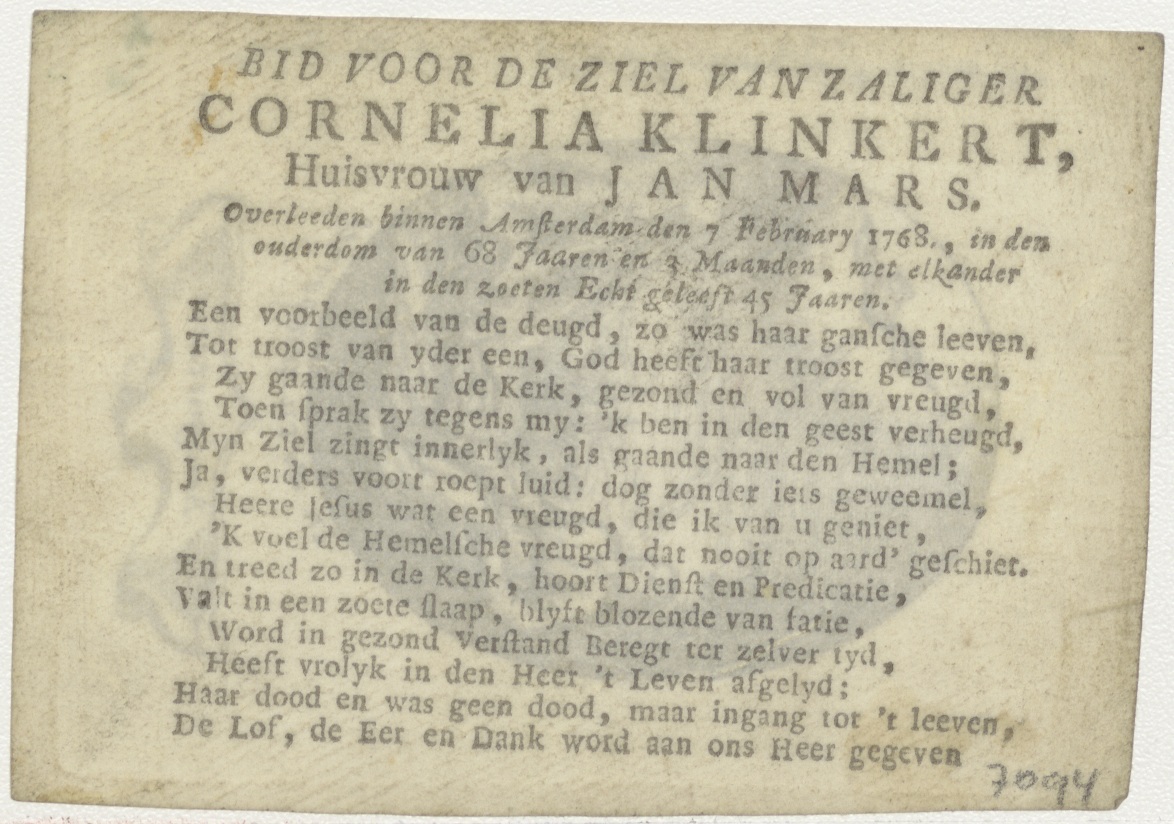 BID VOOR DE ZIEL VAN ZALIGER
CORNELIA KLINKERT,
Huisvrouw van JAN MARS.
Overleeden binnen Amſterdam den 7 February 1768., in den
ouderdom van 68 Jaaren en 3 Maanden, met elkander
in den zoeten Echt geleeft 45 Jaaren.
Een voorbeeld van de deugd, zo was haar ganſche leeven,
Tot troost van yder een, God heeft haar troost gegeven,
Zy gaande naar de Kerk, gezond en vol van vreugd,
Toen ſprak zy tegens my: 'k ben in den geest verheugd,
Myn Ziel zingt innerlyk, als gaande naar den Hemel;
Ja, verders voort roept luid: dog zonder iets geweemel,
Heere Jeſus wat een vreugd, die ik van u geniet,
'K voel de Hemelſche vreugd, dat nooit op aard' geſchiet.
En treed zo in de Kerk, hoort Dienſt en Predicatie,
Valt in een zoete ſlaap, blyft blozende van fatie,
Word in gezond Verſtand Beregt ter zelver tyd,
Heeft vrolyk in den Heer 't Leven afgelyd;
Haar dood en was geen dood, maar ingang tot 't leeven,
De Lof, de Eer en Dank word aan ons Heer gegeven
7094